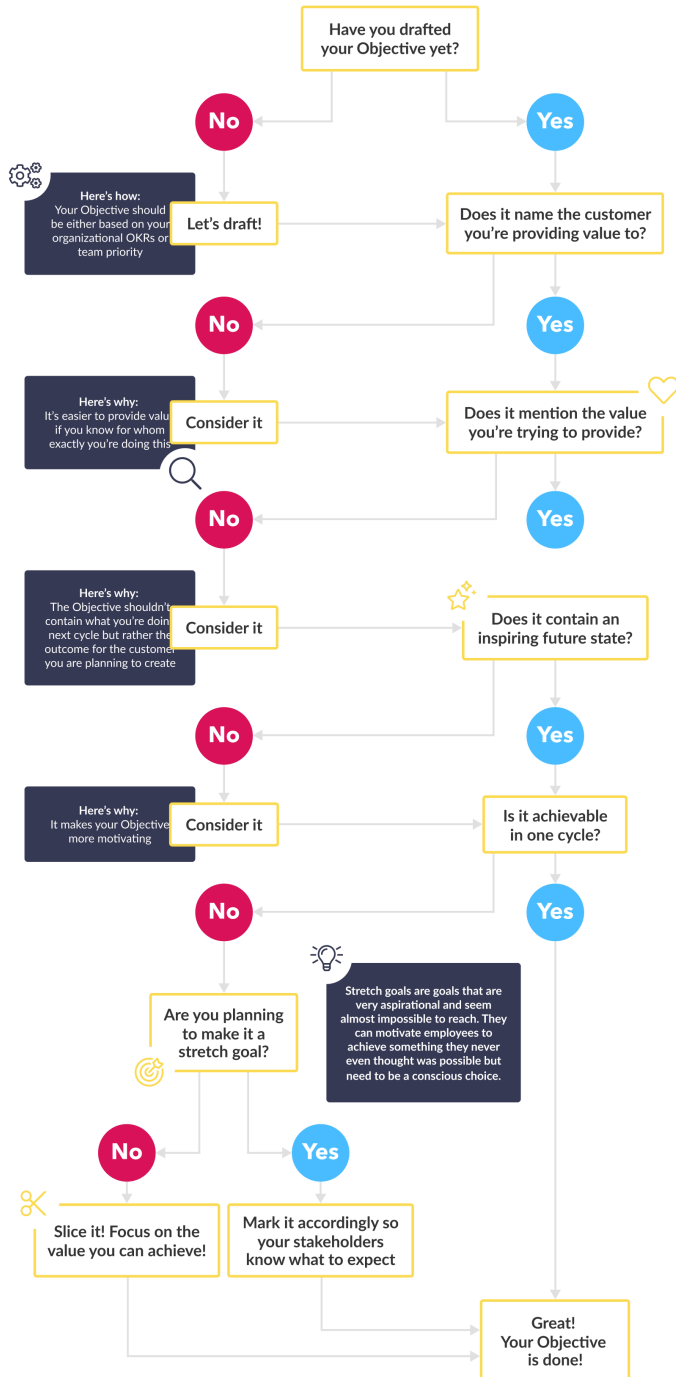 Have you drafted
your Objective yet?
No
Yes
Here's how:
Your Objective should
be either based on your
organizational OKRs or
team priority
Let's draft!
Does it name the customer
you're providing value to?
No
Yes
Here's why:
It's easier to provide valu
if you know for whom
exactly you're doing this
Consider it
Does it mention the value
you're trying to provide?
No
Yes
Here's why:
The Objective shouldn't
contain what you're doin
next cycle but rather the
outcome for the customer
you are planning to create
Consider it
Does it contain an
inspiring future state?
No
Yes
Here's why:
It makes your Objective
more motivating
Consider it
Is it achievable
in one cycle?
No
Yes
Are you planning
to make it a
stretch goal?
Stretch goals are goals that are
very aspirational and seem
almost impossible to reach. They
can motivate employees to
achieve something they never
even thought was possible but
need to be a conscious choice.
No
Yes
Slice it! Focus on the
value you can achieve!
Mark it accordingly so
your stakeholders
know what to expect
Great!
Your Objective
is done!